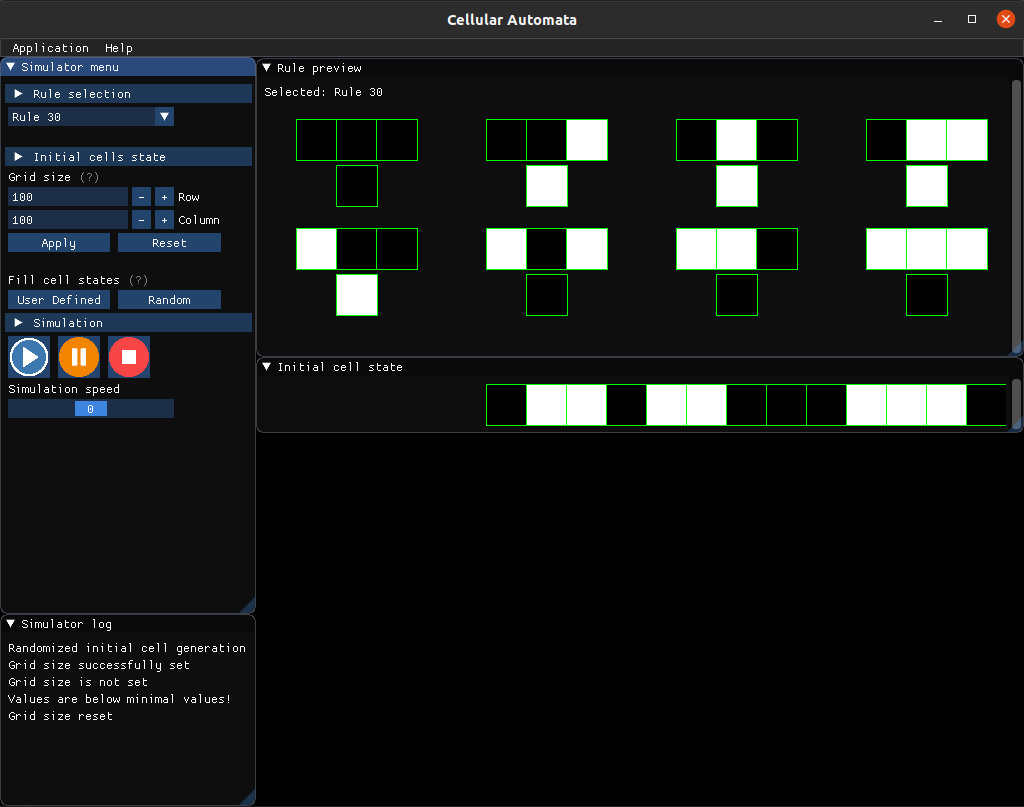 Cellular Automata
Application Help
Simulator menu
Rule selection
Rule 30
Initial cells state
Grid size (?)
100 - + Row
100 - + Column
Apply Reset
Fill cell states (?)
User Defined Random
Simulation
Simulation speed
0
Simulator log
Randomized initial cell generation
Grid size successfully set
Grid size is not set
Values are below minimal values!
Grid size reset
Rule preview
Selected: Rule 30
Initial cell state